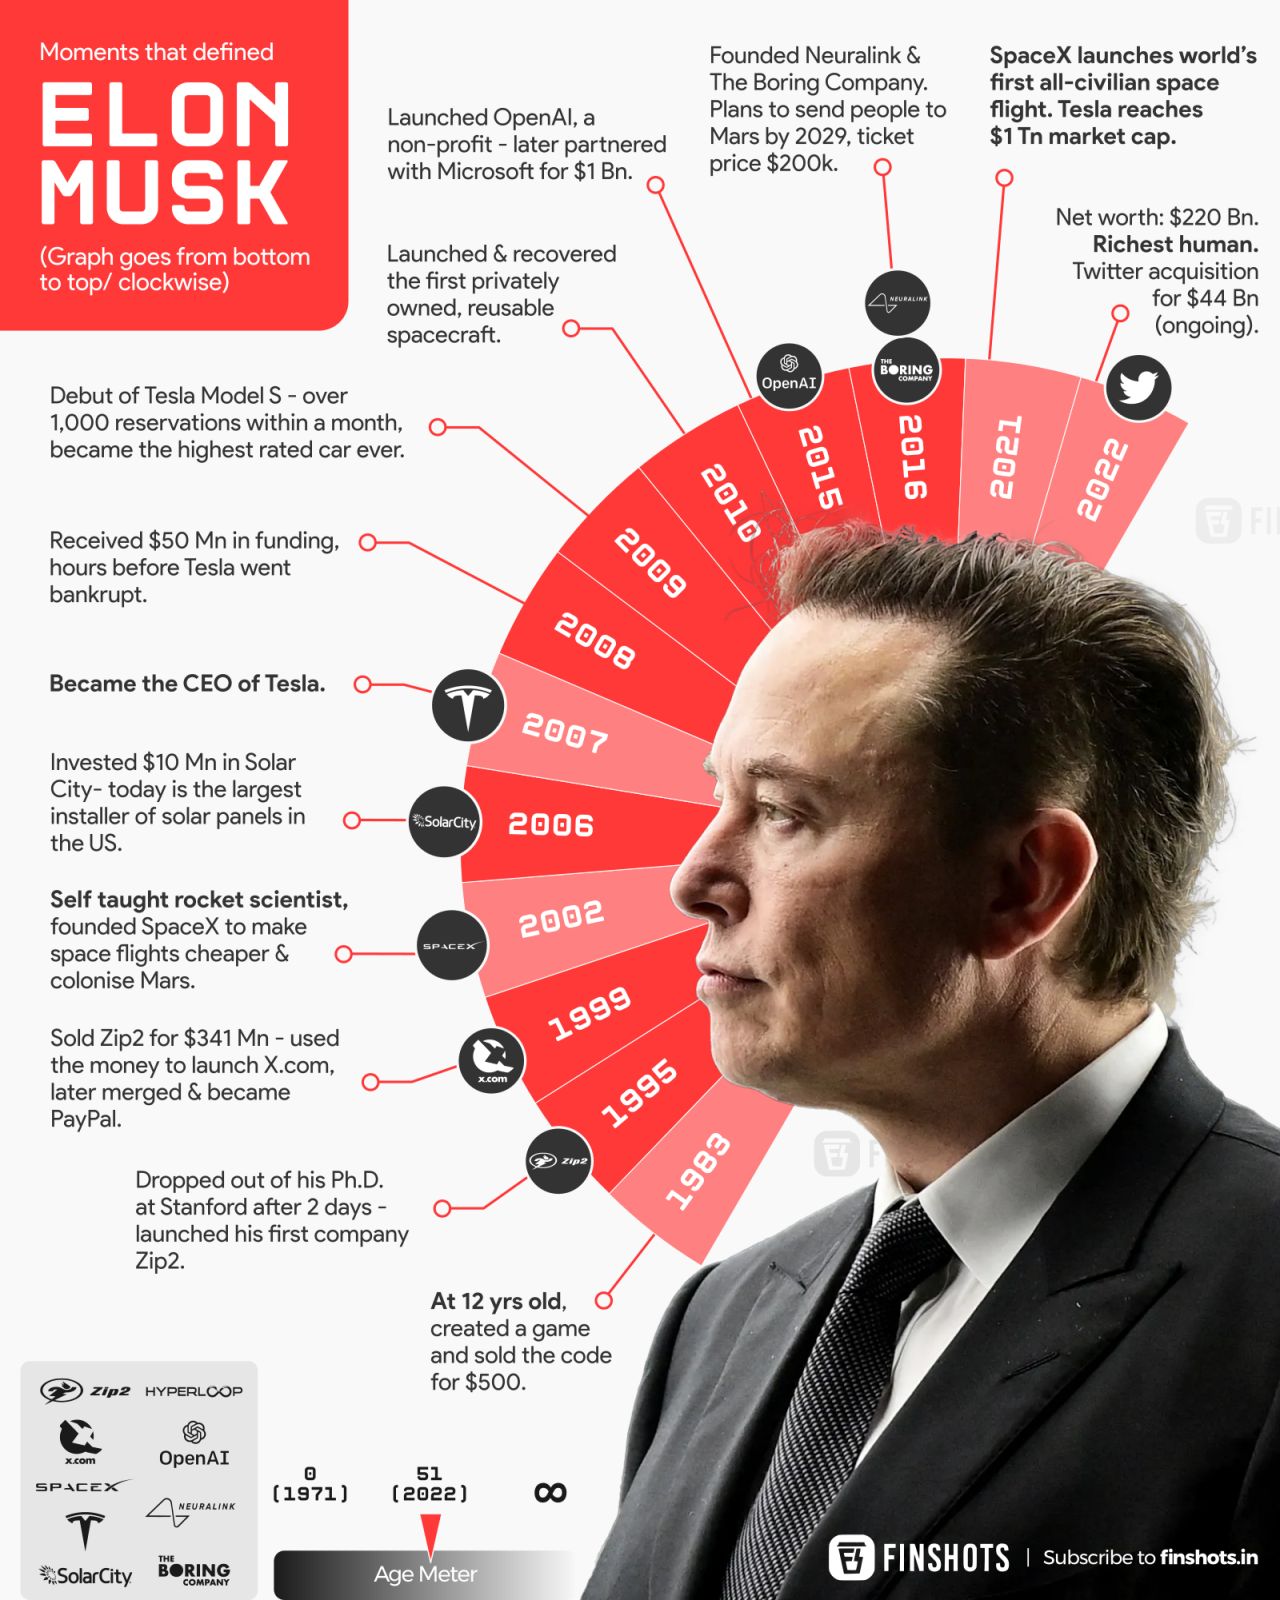 Moments that defined
ELON
MUSK
(Graph goes from bottom
to top/ clockwise)
Founded Neuralink &
The Boring Company.
Plans to send people to
Mars by 2029, ticket
price $200k.
SpaceX launches world's
first all-civilian space
flight. Tesla reaches
$1 Tn market cap.
Launched OpenAI, a
non-profit - later partnered
with Microsoft for $1 Bn.
Net worth: $220 Bn.
Richest human.
Twitter acquisition
for $44 Bn
(ongoing).
Launched & recovered
the first privately
owned, reusable
spacecraft.
NEURALINK
OpenAI
THE
BORING
COMPANY
Debut of Tesla Model S - over
1,000 reservations within a month,
became the highest rated car ever.
2010
2015
2016
2021
2022
FI
Received $50 Mn in funding,
hours before Tesla went
bankrupt.
2009
2008
Became the CEO of Tesla.
2007
Invested $10 Mn in Solar
City- today is the largest
installer of solar panels in
the US.
SolarCity
2006
Self taught rocket scientist,
founded SpaceX to make
space flights cheaper &
colonise Mars.
SPACEX
2002
Sold Zip2 for $341 Mn - used
the money to launch X.com,
later merged & became
PayPal.
x.com
1999
Dropped out of his Ph.D.
at Stanford after 2 days -
launched his first company
Zip2.
Zip2
1995
1983
F
At 12 yrs old,
created a game
and sold the code
for $500.
Zip2 HYPERLOOP
x.com OpenAI
SPACEX
NEURALINK
SolarCity THE
BORING
COMPANY
0 51 ∞
(1971) (2022)
Age Meter
FINSHOTS | Subscribe to finshots.in